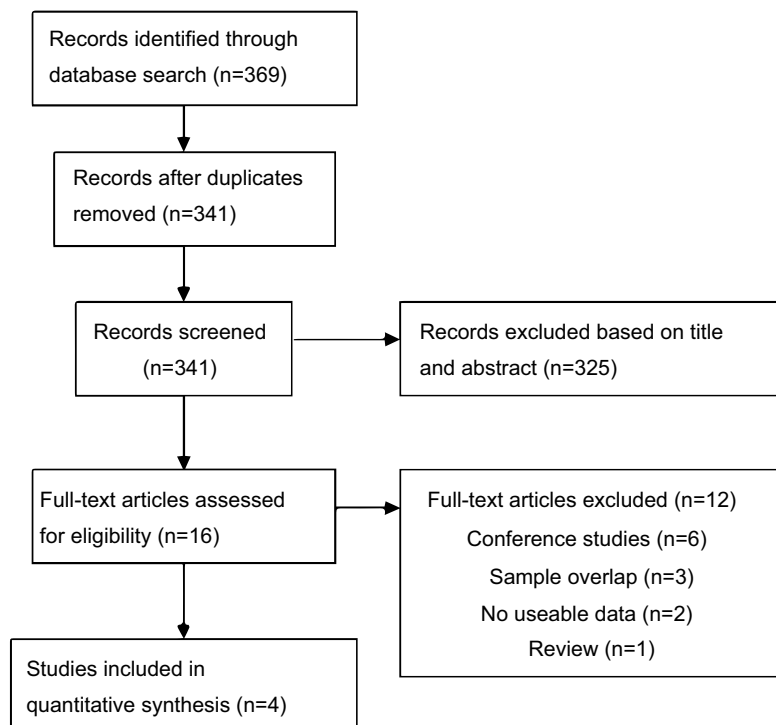 Records identified through
database search (n=369)
Records after duplicates
removed (n=341)
Records screened
(n=341)
Records excluded based on title
and abstract (n=325)
Full-text articles assessed
for eligibility (n=16)
Full-text articles excluded (n=12)
Conference studies (n=6)
Sample overlap (n=3)
No useable data (n=2)
Review (n=1)
Studies included in
quantitative synthesis (n=4)